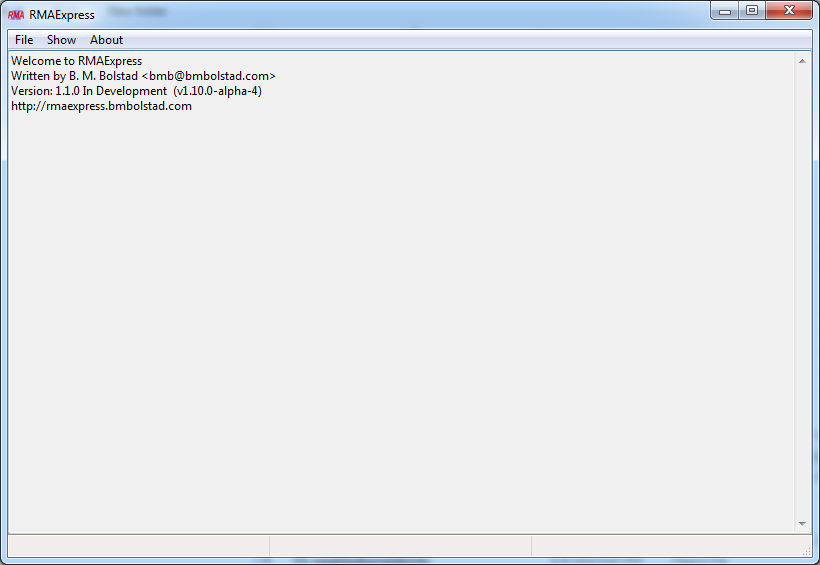 RMA RMAExpress
File Show About
Welcome to RMAExpress
Written by B. M. Bolstad <bmb@bmbolstad.com>
Version: 1.1.0 In Development  (v1.10.0-alpha-4)
http://rmaexpress.bmbolstad.com